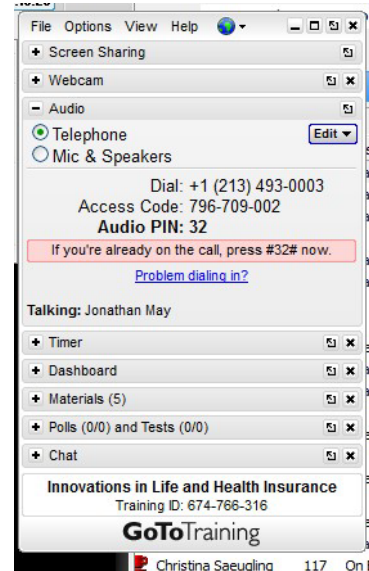 File Options View Help
Screen Sharing
Webcam
Audio
Telephone
Edit
Mic & Speakers
Dial: +1 (213) 493-0003
Access Code: 796-709-002
Audio PIN: 32
If you're already on the call, press #32# now.
Problem dialing in?
Talking: Jonathan May
Timer
Dashboard
Materials (5)
Polls (0/0) and Tests (0/0)
Chat
Innovations in Life and Health Insurance
Training ID: 674-766-316
GoToTraining
Christina Saeugling 117 On